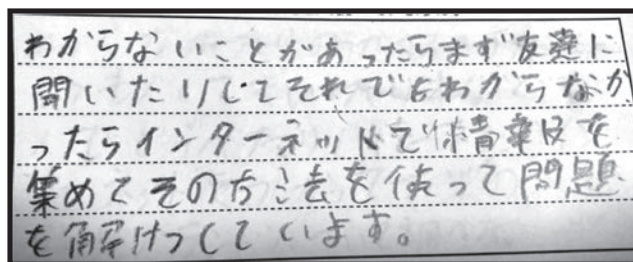 わからないことがあったらまず友達に
聞いたりしてそれでもわからなか
ったらインターネットで情報を
集めてその方法を使って問題
を解けつしています。